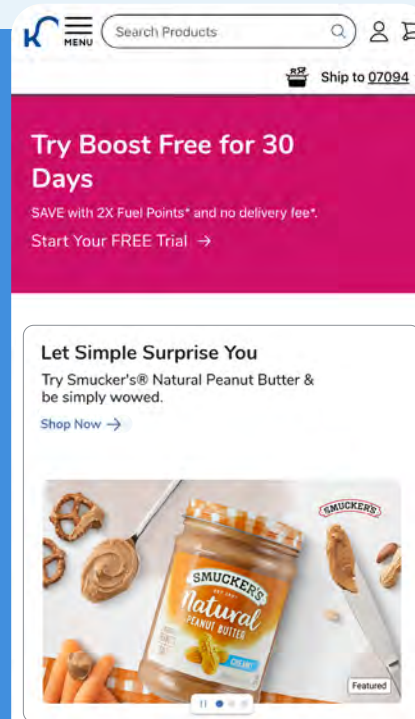 K
MENU
Search Products
Ship to 07094
Try Boost Free for 30
Days
SAVE with 2X Fuel Points* and no delivery fee*.
Start Your FREE Trial →
Let Simple Surprise You
Try Smucker's® Natural Peanut Butter &
be simply wowed.
Shop Now →
SMUCKER'S
SMUCKER'S
Natural
PEANUT BUTTER
CREAMY
Featured